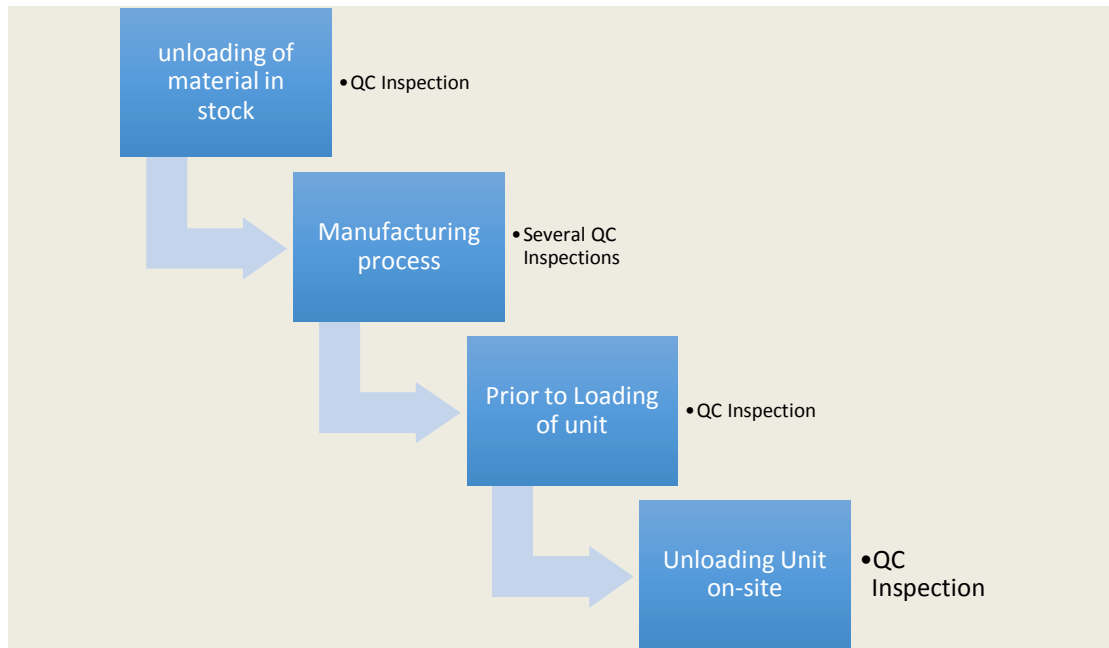 unloading of
material in
stock
•QC Inspection
Manufacturing
process
•Several QC
Inspections
Prior to Loading
of unit
•QC Inspection
Unloading Unit
on-site
•QC
Inspection